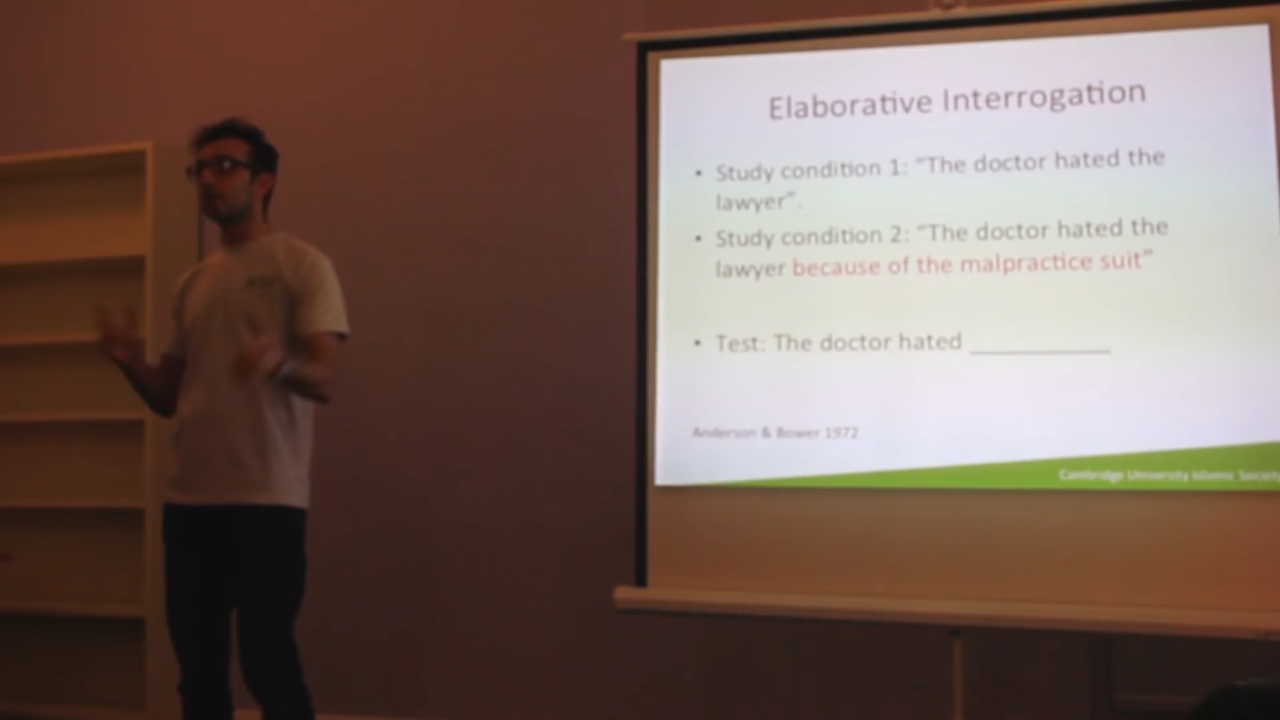 Elaborative Interrogation
• Study condition 1: “The doctor hated the
lawyer”.
• Study condition 2: “The doctor hated the
lawyer because of the malpractice suit”
• Test: The doctor hated ___________
Anderson & Bower 1972
Cambridge University Islamic Society